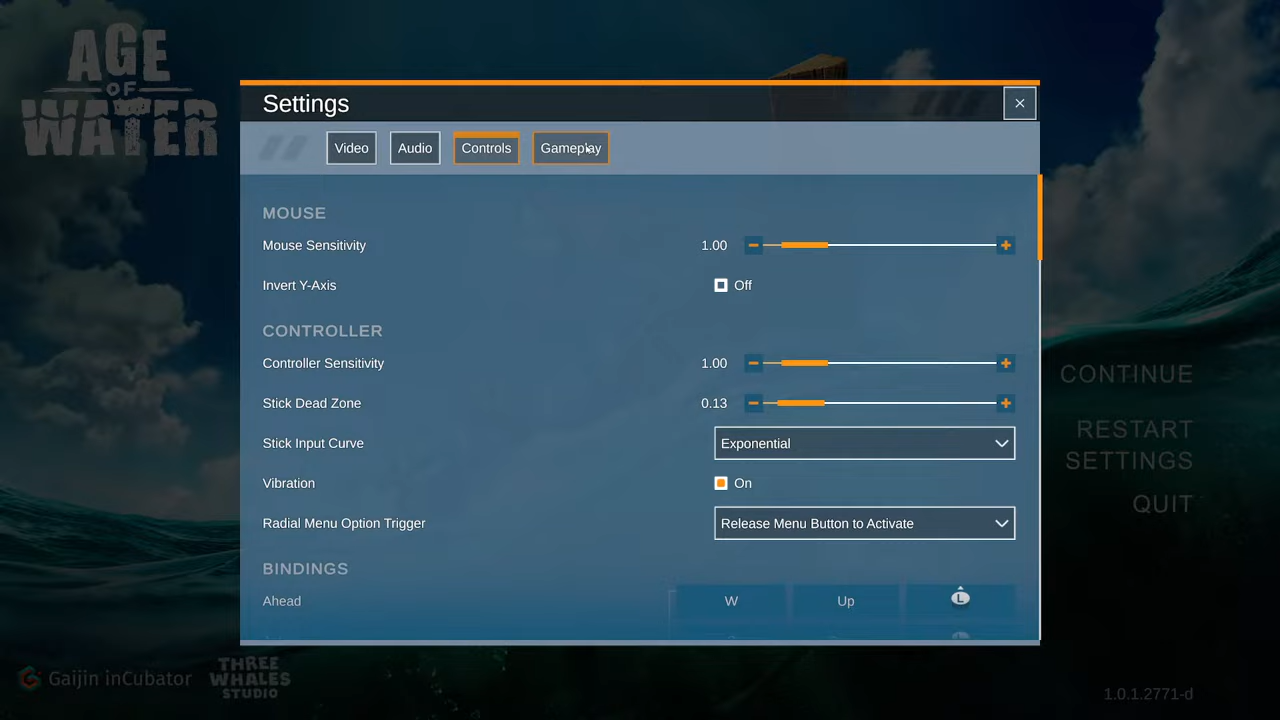 AGE
OF
WATER
Settings
Video
Audio
Controls
Gameplay
MOUSE
Mouse Sensitivity
1.00
Invert Y-Axis
Off
CONTROLLER
Controller Sensitivity
1.00
Stick Dead Zone
0.13
Stick Input Curve
Exponential
Vibration
On
Radial Menu Option Trigger
Release Menu Button to Activate
BINDINGS
Ahead
W
Up
L
CONTINUE
RESTART
SETTINGS
QUIT
Gaijin inCubator
THREE
WHALES
STUDIO
1.0.1.2771-d